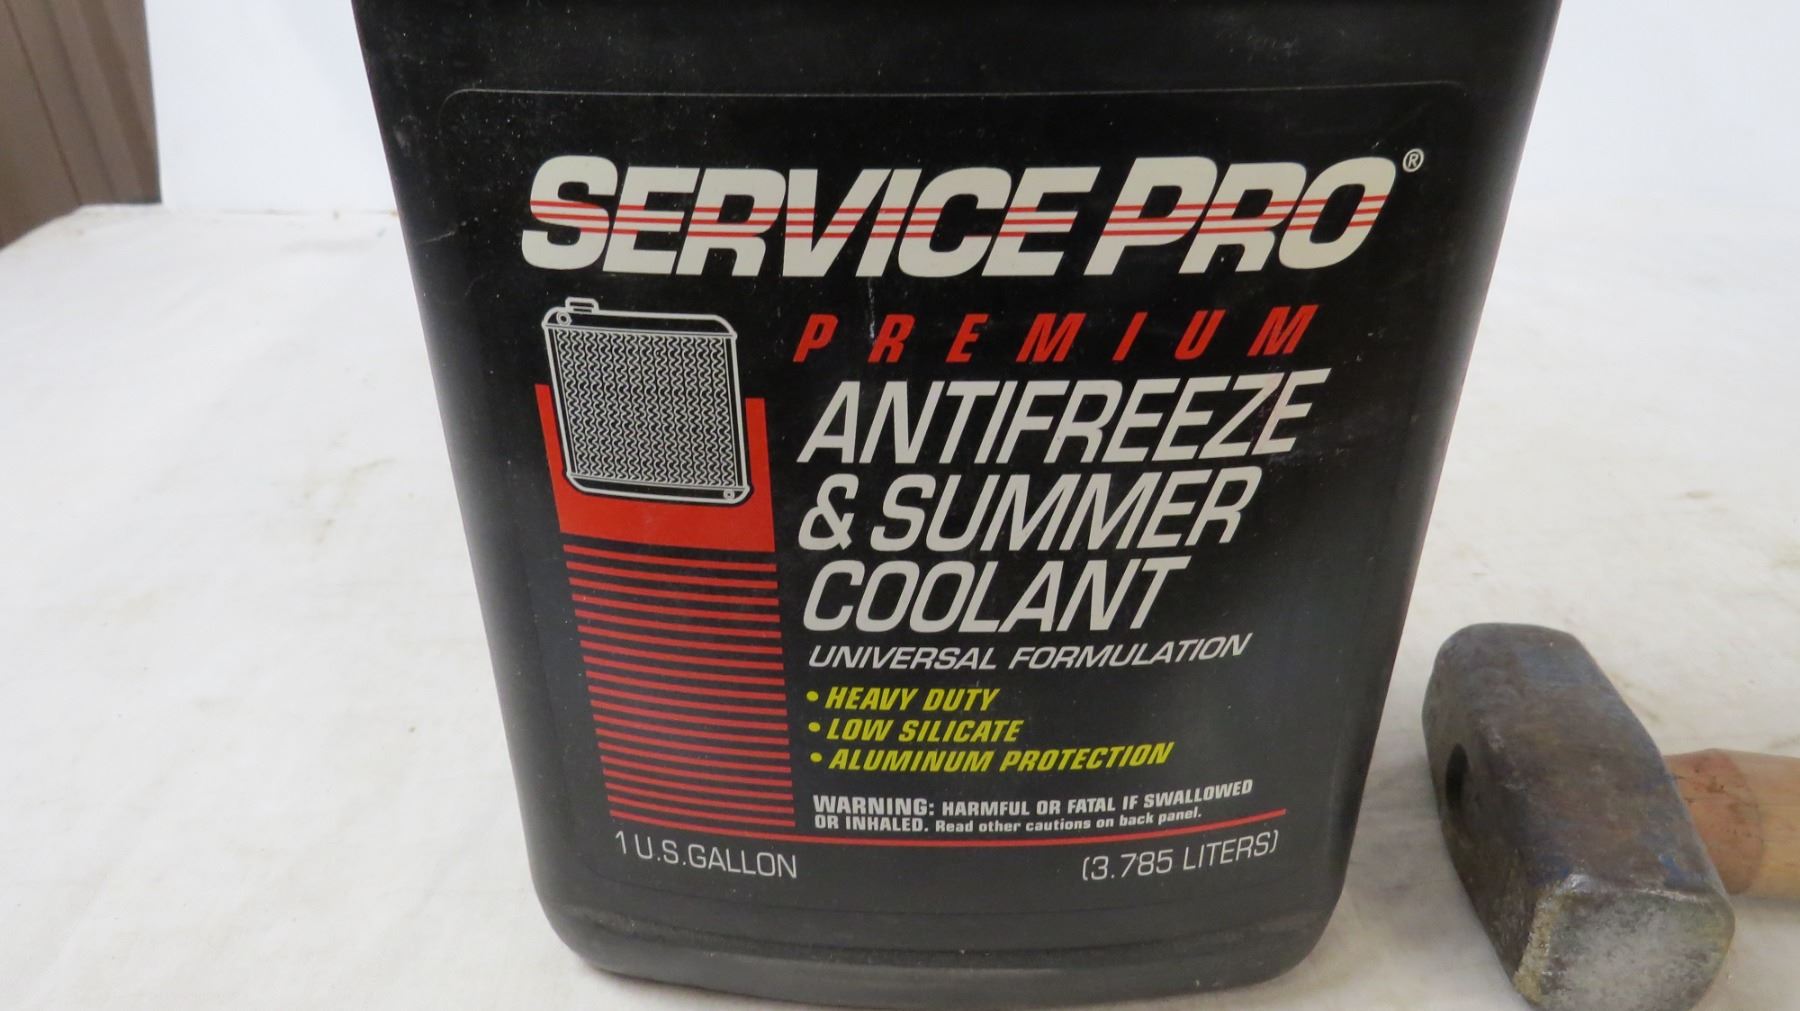 SERVICE PRO®
PREMIUM
ANTIFREEZE
& SUMMER
COOLANT
UNIVERSAL FORMULATION
• HEAVY DUTY
• LOW SILICATE
• ALUMINUM PROTECTION
WARNING: HARMFUL OR FATAL IF SWALLOWED
OR INHALED. Read other cautions on back panel.
1 U.S.GALLON (3.785 LITERS)